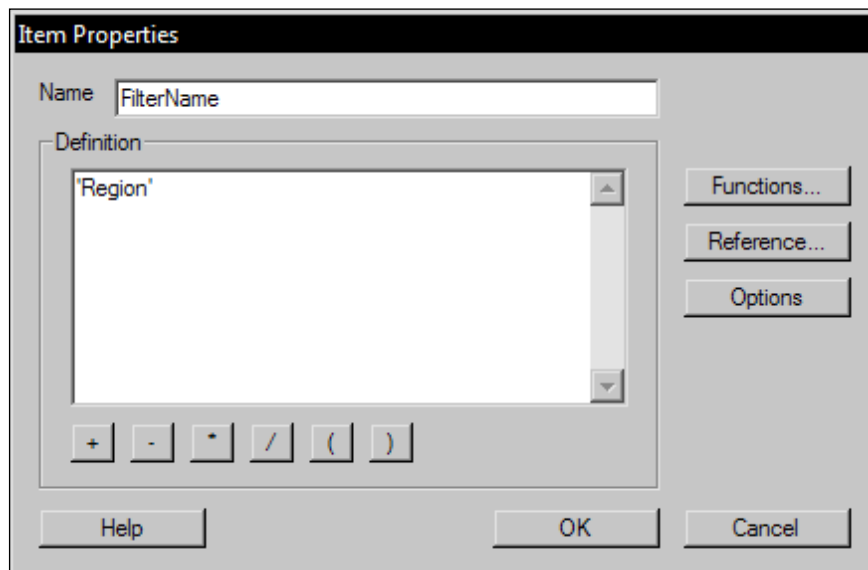 Item Properties
Name FilterName
Definition
"Region"
Functions...
Reference...
Options
+ - * / ( )
Help OK Cancel